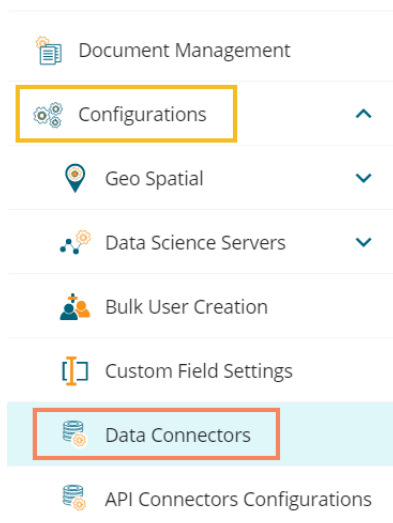 Document Management
Configurations
Geo Spatial
Data Science Servers
Bulk User Creation
Custom Field Settings
Data Connectors
API Connectors Configurations